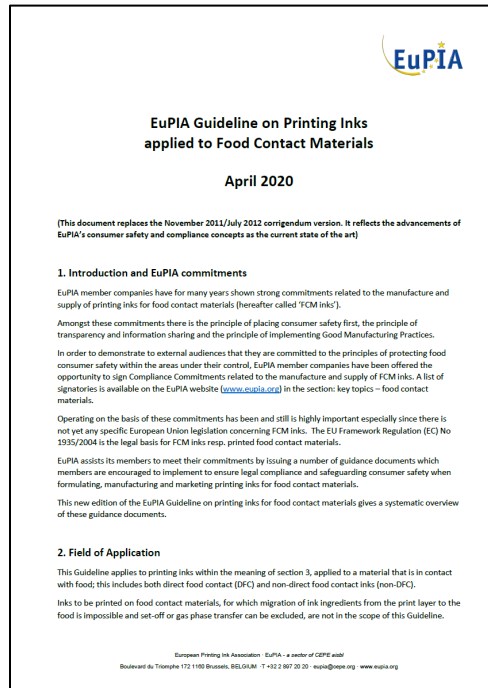 EuPIA
EuPIA Guideline on Printing Inks
applied to Food Contact Materials
April 2020
(This document replaces the November 2011/July 2012 corrigendum version. It reflects the advancements of
EuPIA's consumer safety and compliance concepts as the current state of the art)
1. Introduction and EuPIA commitments
EuPIA member companies have for many years shown strong commitments related to the manufacture and
supply of printing inks for food contact materials (hereafter called 'FCM inks').
Amongst these commitments there is the principle of placing consumer safety first, the principle of
transparency and information sharing and the principle of implementing Good Manufacturing Practices.
In order to demonstrate to external audiences that they are committed to the principles of protecting food
consumer safety within the areas under their control, EuPIA member companies have been offered the
opportunity to sign Compliance Commitments related to the manufacture and supply of FCM inks. A list of
signatories is available on the EuPIA website (www.eupia.org) in the section: key topics – food contact
materials.
Operating on the basis of these commitments has been and still is highly important especially since there is
not yet any specific European Union legislation concerning FCM inks. The EU Framework Regulation (EC) No
1935/2004 is the legal basis for FCM inks resp. printed food contact materials.
EuPIA assists its members to meet their commitments by issuing a number of guidance documents which
members are encouraged to implement to ensure legal compliance and safeguarding consumer safety when
formulating, manufacturing and marketing printing inks for food contact materials.
This new edition of the EuPIA Guideline on printing inks for food contact materials gives a systematic overview
of these guidance documents.
2. Field of Application
This Guideline applies to printing inks within the meaning of section 3, applied to a material that is in contact
with food; this includes both direct food contact (DFC) and non-direct food contact inks (non-DFC).
Inks to be printed on food contact materials, for which migration of ink ingredients from the print layer to the
food is impossible and set-off or gas phase transfer can be excluded, are not in the scope of this Guideline.
European Printing Ink Association · EuPIA - a sector of CEPE aisbl
Boulevard du Triomphe 172 1160 Brussels, BELGIUM · T +32 2 897 20 20 · eupia@cepe.org · www.eupia.org